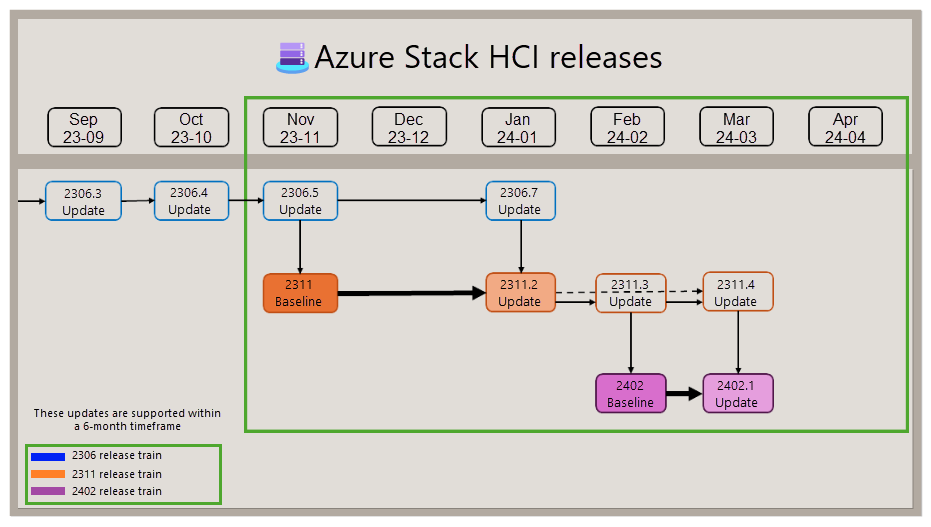 Azure Stack HCI releases
Sep
23-09
Oct
23-10
Nov
23-11
Dec
23-12
Jan
24-01
Feb
24-02
Mar
24-03
Apr
24-04
2306.3
Update
2306.4
Update
2306.5
Update
2306.7
Update
2311
Baseline
2311.2
Update
2311.3
Update
2311.4
Update
2402
Baseline
2402.1
Update
These updates are supported within
a 6-month timeframe
2306 release train
2311 release train
2402 release train